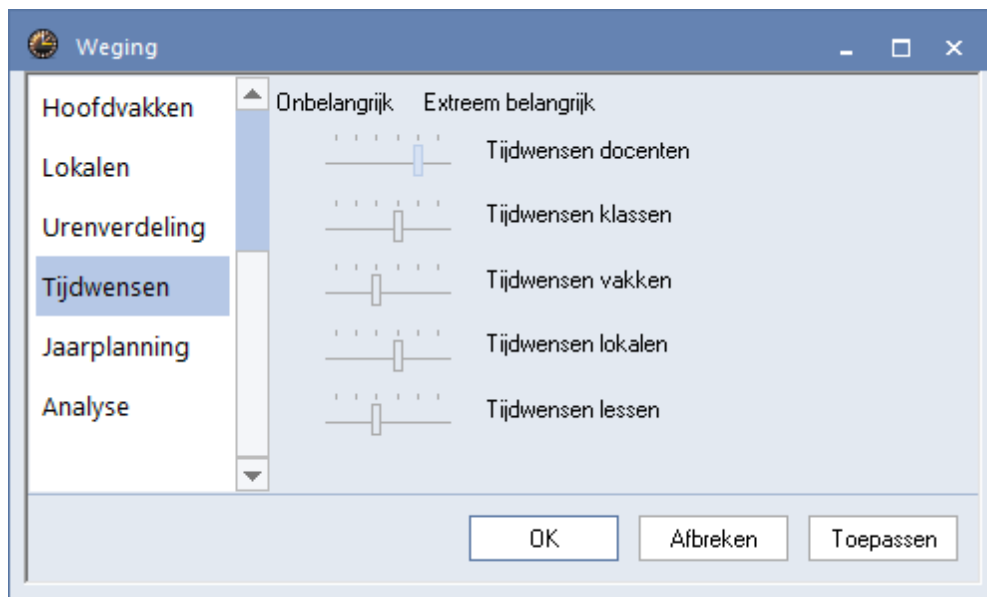 Weging
Hoofdvakken
Lokalen
Urenverdeling
Tijdwensen
Jaarplanning
Analyse
Onbelangrijk Extreem belangrijk
Tijdwensen docenten
Tijdwensen klassen
Tijdwensen vakken
Tijdwensen lokalen
Tijdwensen lessen
OK Afbreken Toepassen